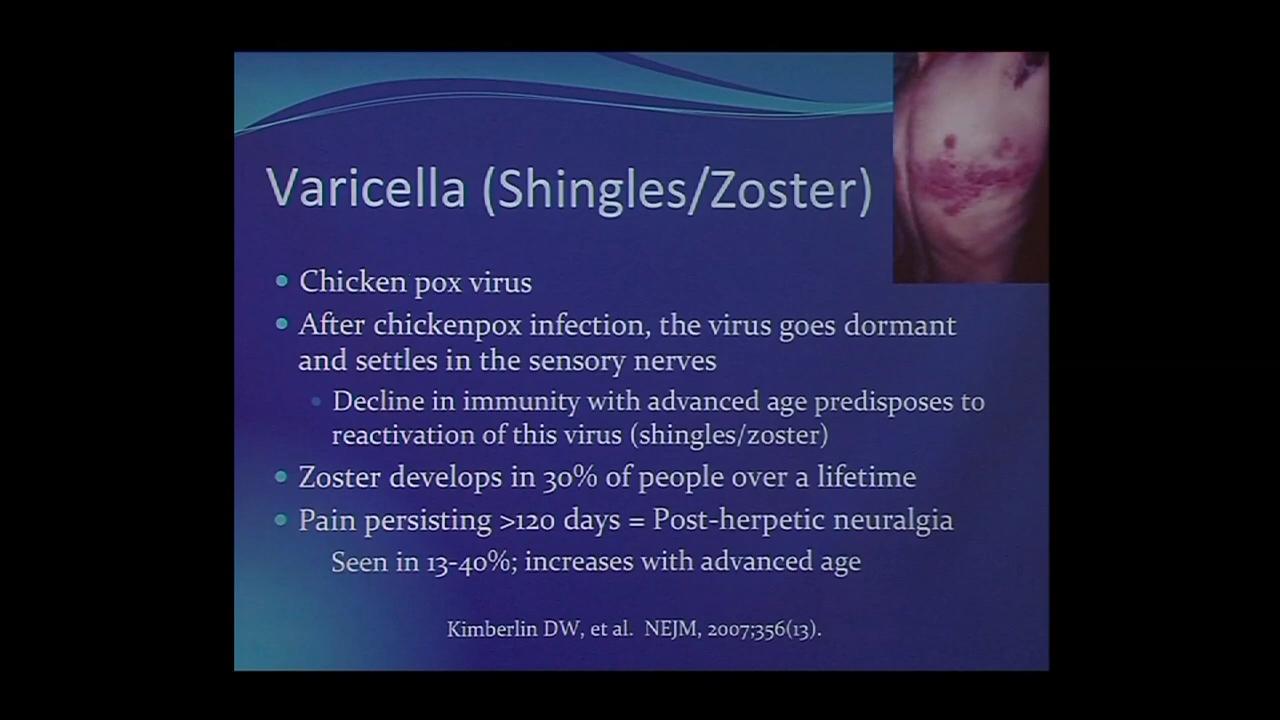 Varicella (Shingles/Zoster)
Chicken pox virus
After chickenpox infection, the virus goes dormant
and settles in the sensory nerves
Decline in immunity with advanced age predisposes to
reactivation of this virus (shingles/zoster)
Zoster develops in 30% of people over a lifetime
Pain persisting >120 days = Post-herpetic neuralgia
Seen in 13-40%; increases with advanced age
Kimberlin DW, et al.  NEJM, 2007;356(13).